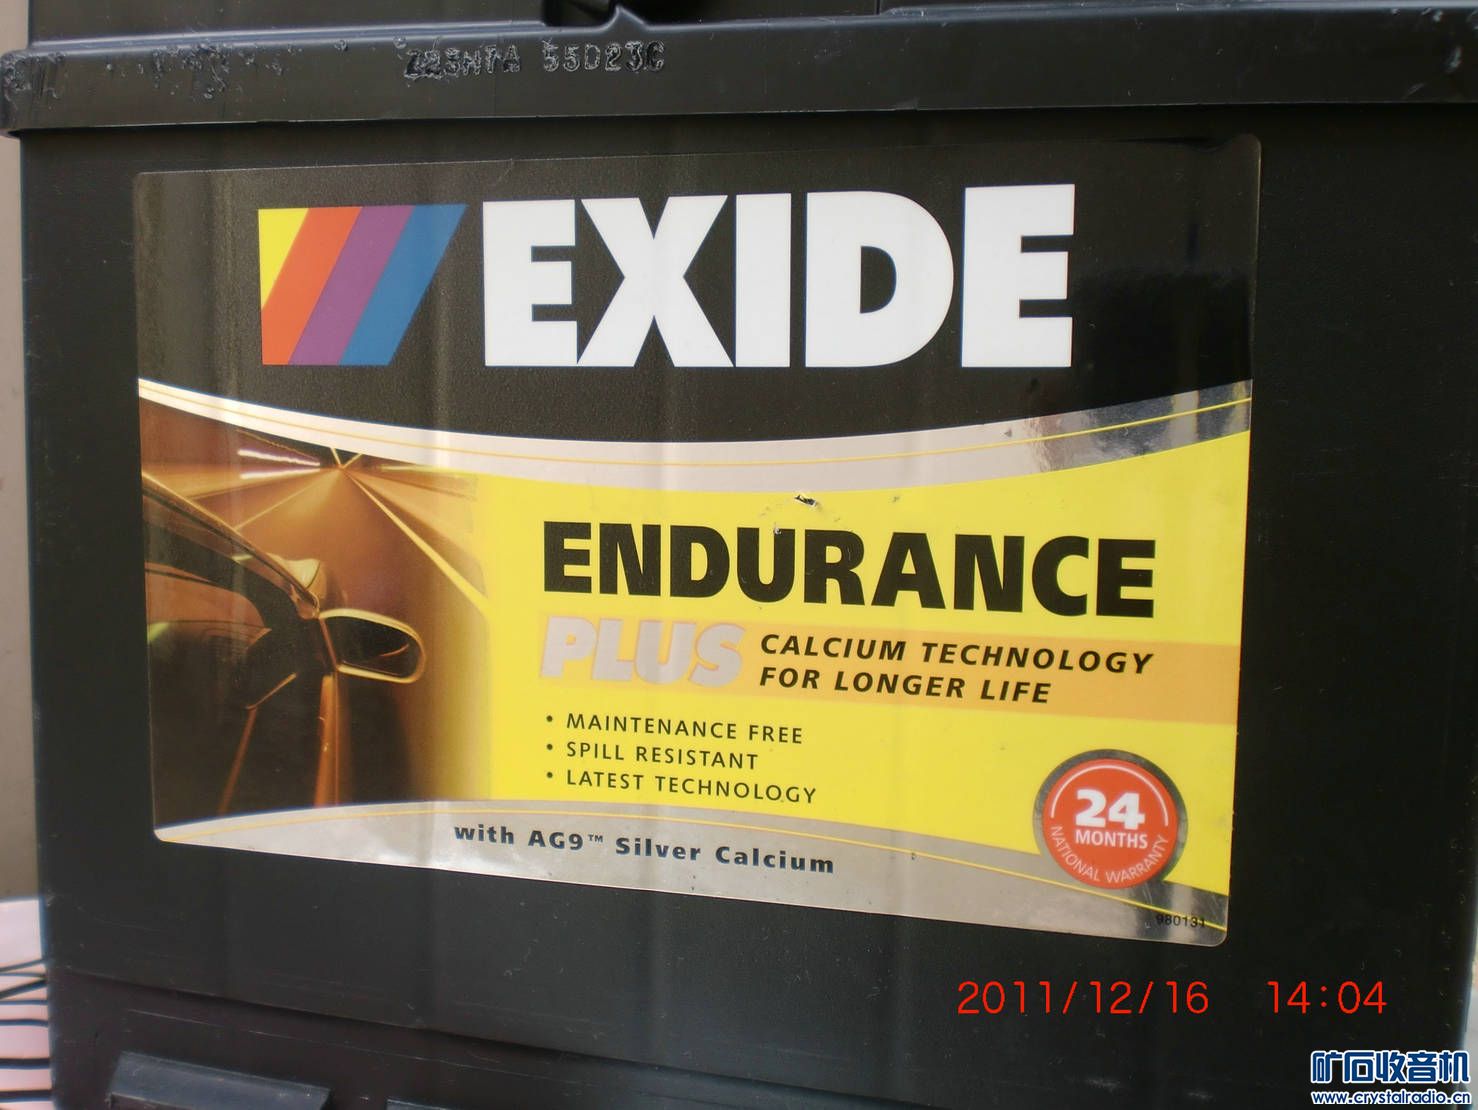 55D23C
EXIDE
ENDURANCE
PLUS
CALCIUM TECHNOLOGY
FOR LONGER LIFE
• MAINTENANCE FREE
• SPILL RESISTANT
• LATEST TECHNOLOGY
24
MONTHS
NATIONAL WARRANTY
with AG9™ Silver Calcium
980131
2011/12/16 14:04
矿石收音机
www.crystalradio.cn